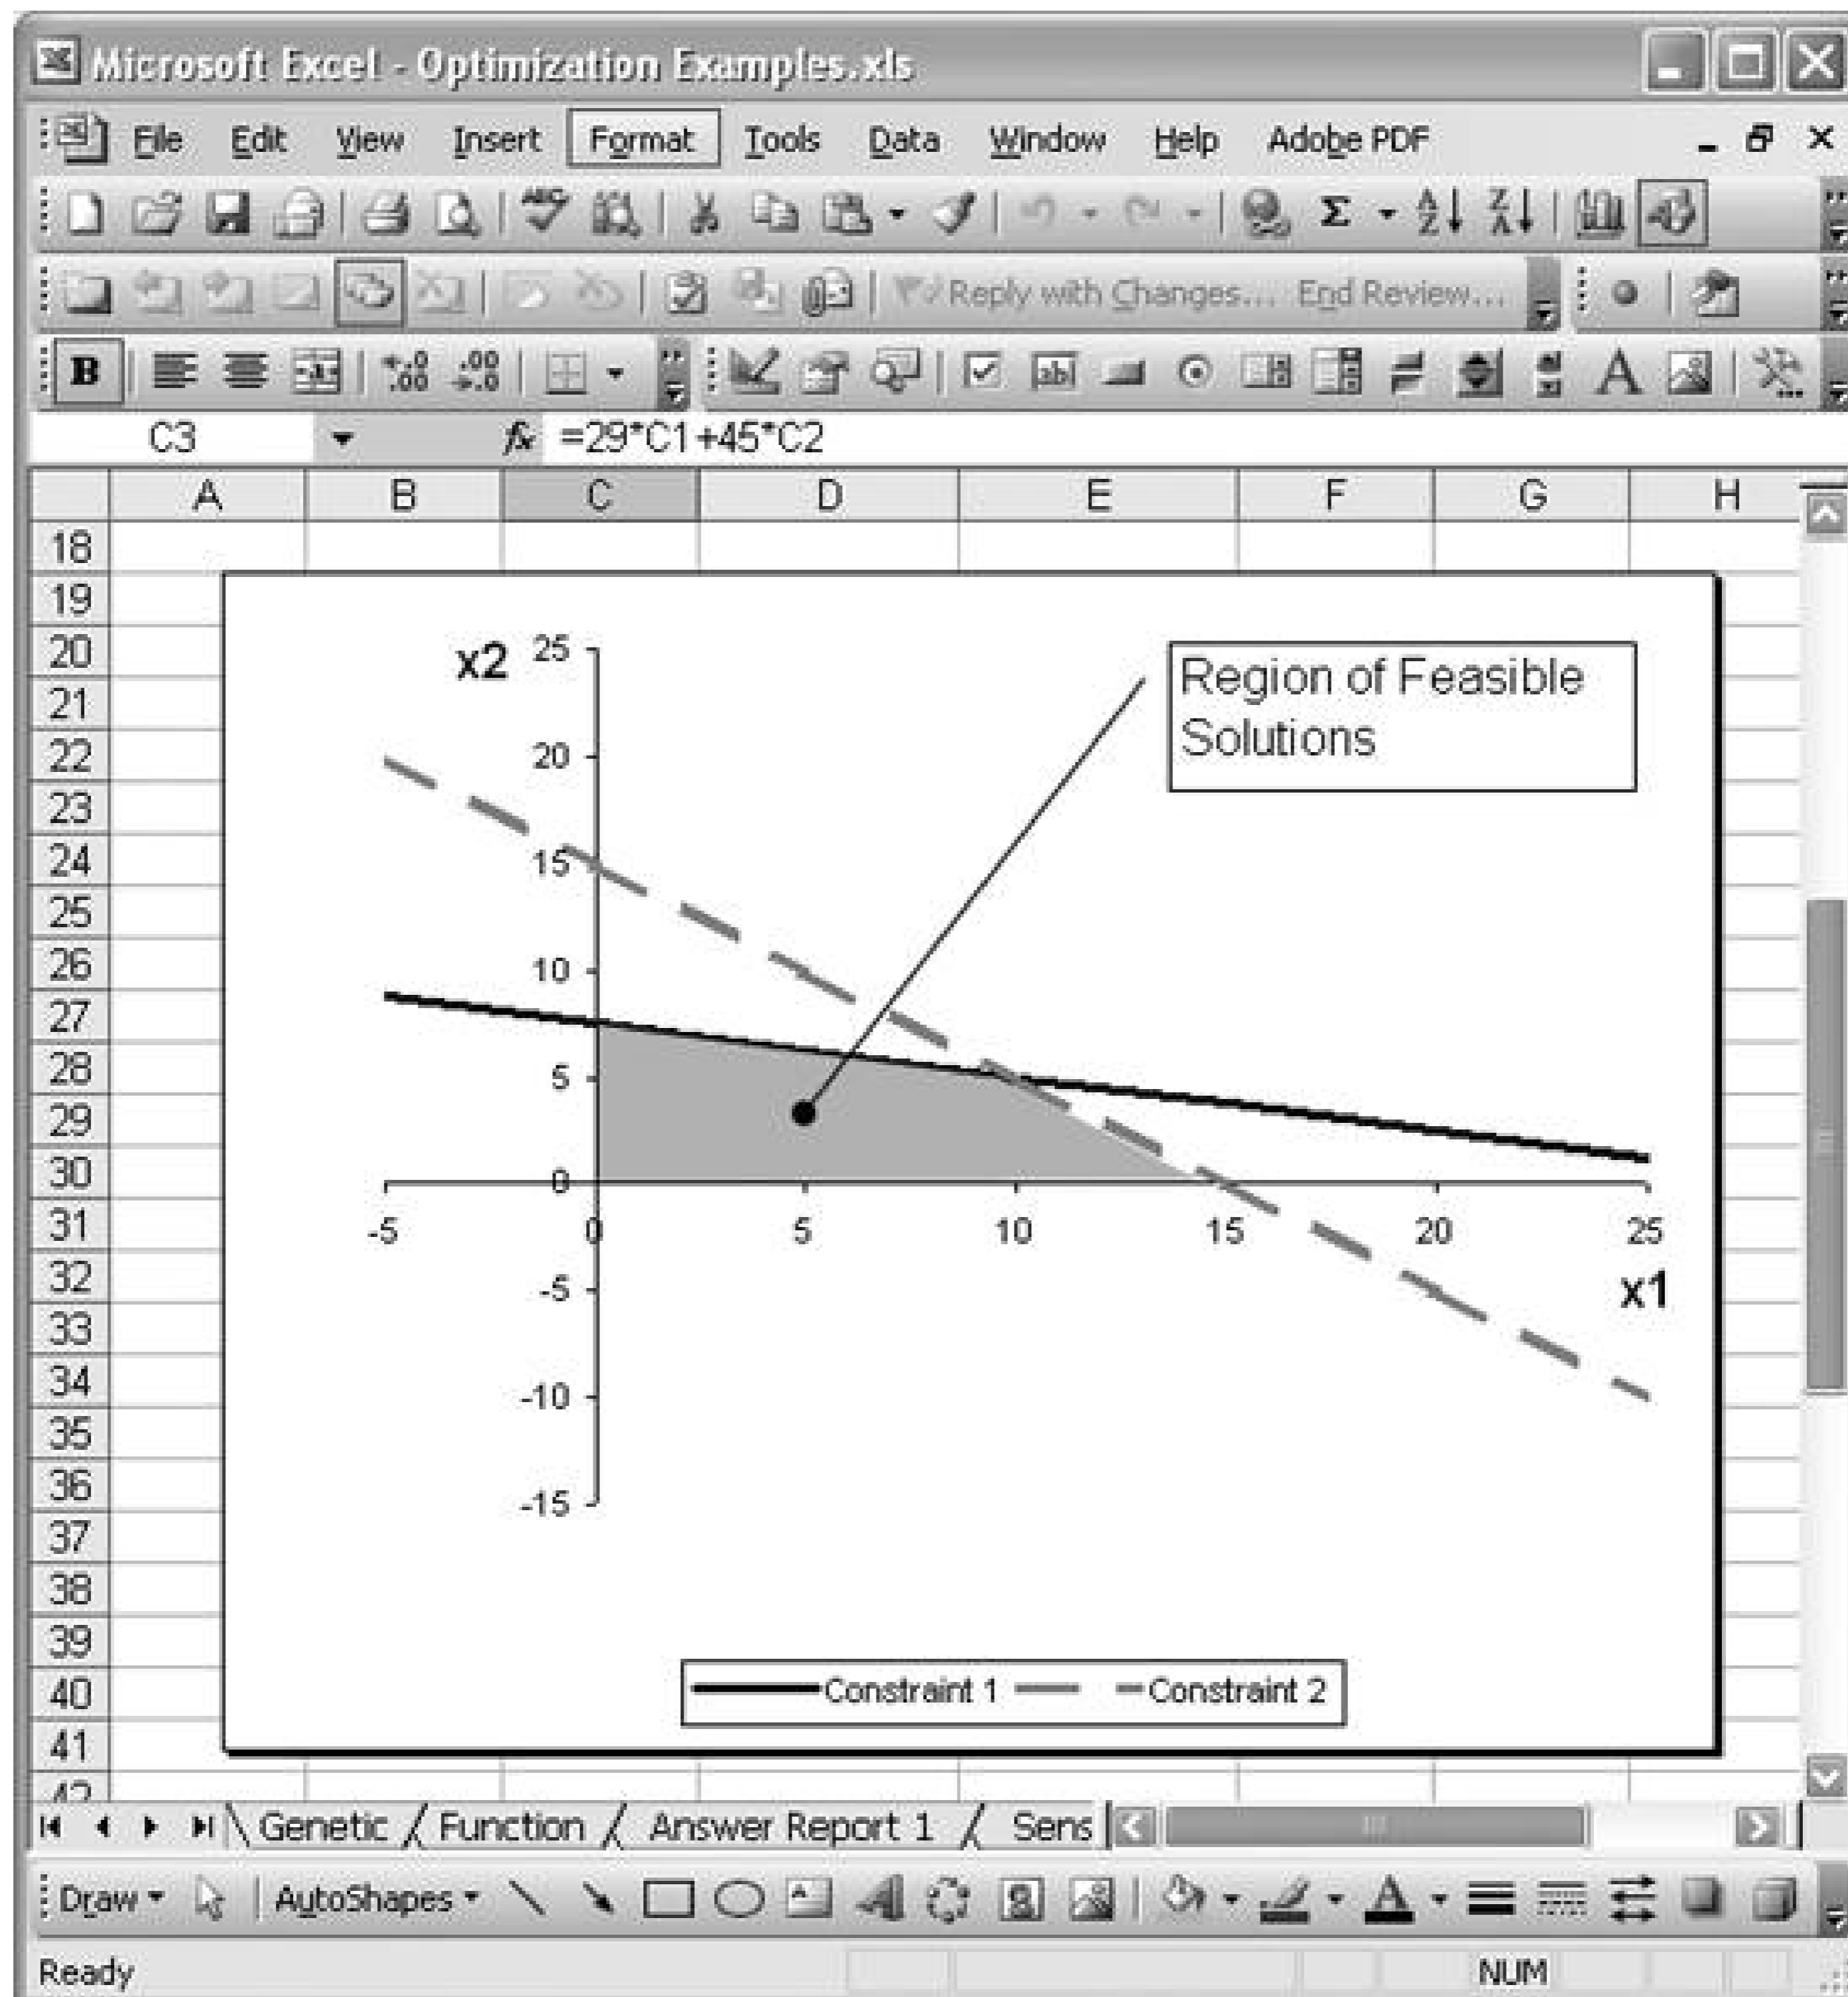 Microsoft Excel - Optimization Examples.xls
File Edit View Insert Format Tools Data Window Help Adobe PDF
Reply with Changes... End Review...
C3 fx =29*C1+45*C2
A B C D E F G H
18
19
20
21
22
23
24
25
26
27
28
29
30
31
32
33
34
35
36
37
38
39
40
41
42
x2
25
20
15
10
5
0
-5
-10
-15
Region of Feasible
Solutions
-5 0 5 10 15 20 25
x1
Constraint 1 Constraint 2
Genetic Function Answer Report 1 Sens
Draw AutoShapes
Ready NUM